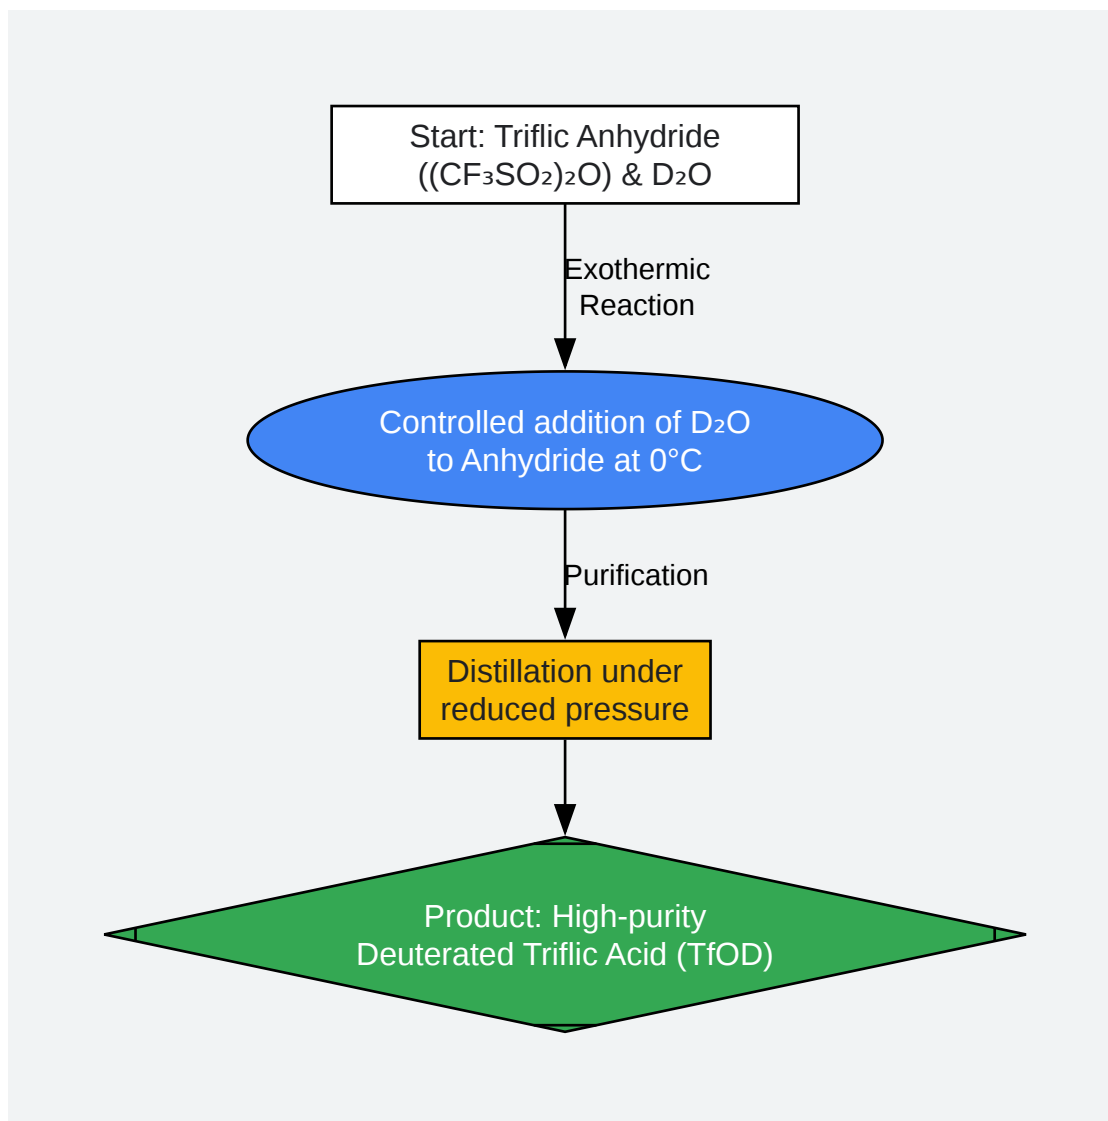 Start: Triflic Anhydride
((CF₃SO₂)₂O) & D₂O
Exothermic
Reaction
Controlled addition of D₂O
to Anhydride at 0°C
Purification
Distillation under
reduced pressure
Product: High-purity
Deuterated Triflic Acid (TfOD)